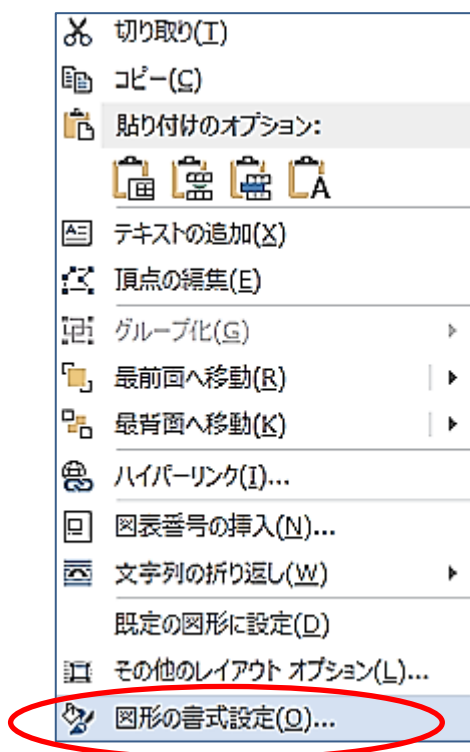 切り取り(T)
コピー(C)
貼り付けのオプション:
A
テキストの追加(X)
頂点の編集(E)
グループ化(G)
最前面へ移動(R)
最背面へ移動(K)
ハイパーリンク(I)...
図表番号の挿入(N)...
文字列の折り返し(W)
既定の図形に設定(D)
その他のレイアウト オプション(L)...
図形の書式設定(O)...